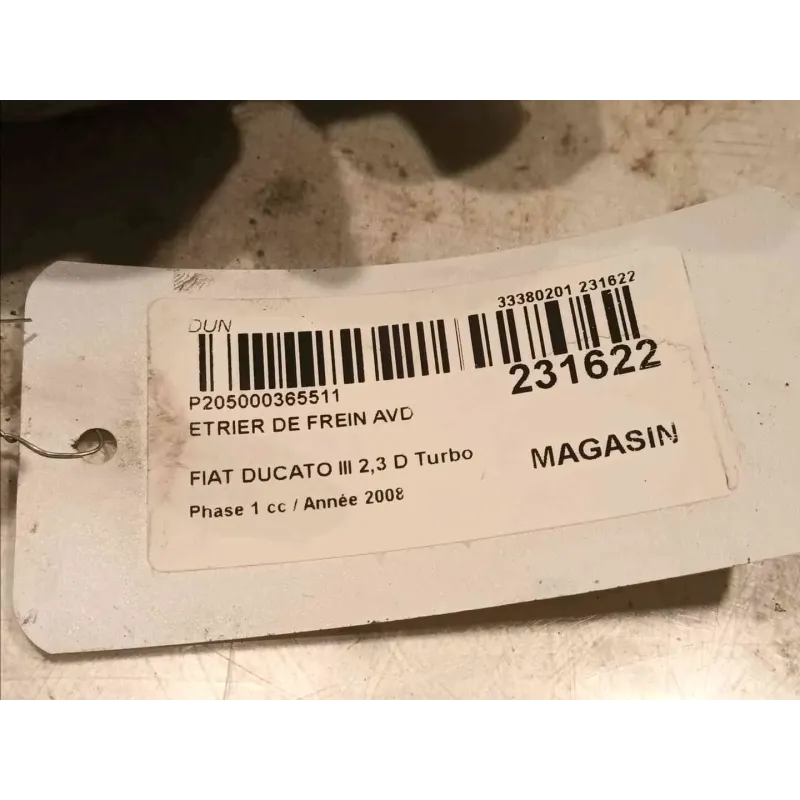 DUN
33380201 231622
231622
P205000365511
ETRIER DE FREIN AVD
FIAT DUCATO III 2,3 D Turbo
MAGASIN
Phase 1 cc / Année 2008